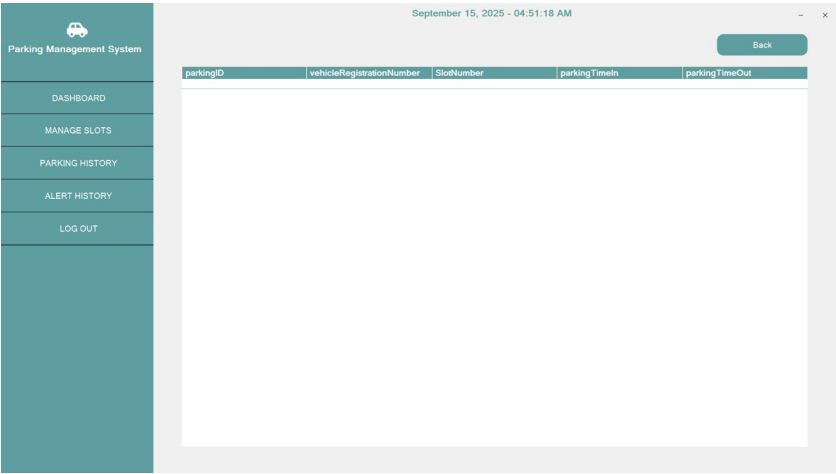 September 15, 2025 - 04:51:18 AM
Parking Management System
Back
parkingID vehicleRegistrationNumber SlotNumber parkingTimeIn parkingTimeOut
DASHBOARD
MANAGE SLOTS
PARKING HISTORY
ALERT HISTORY
LOG OUT